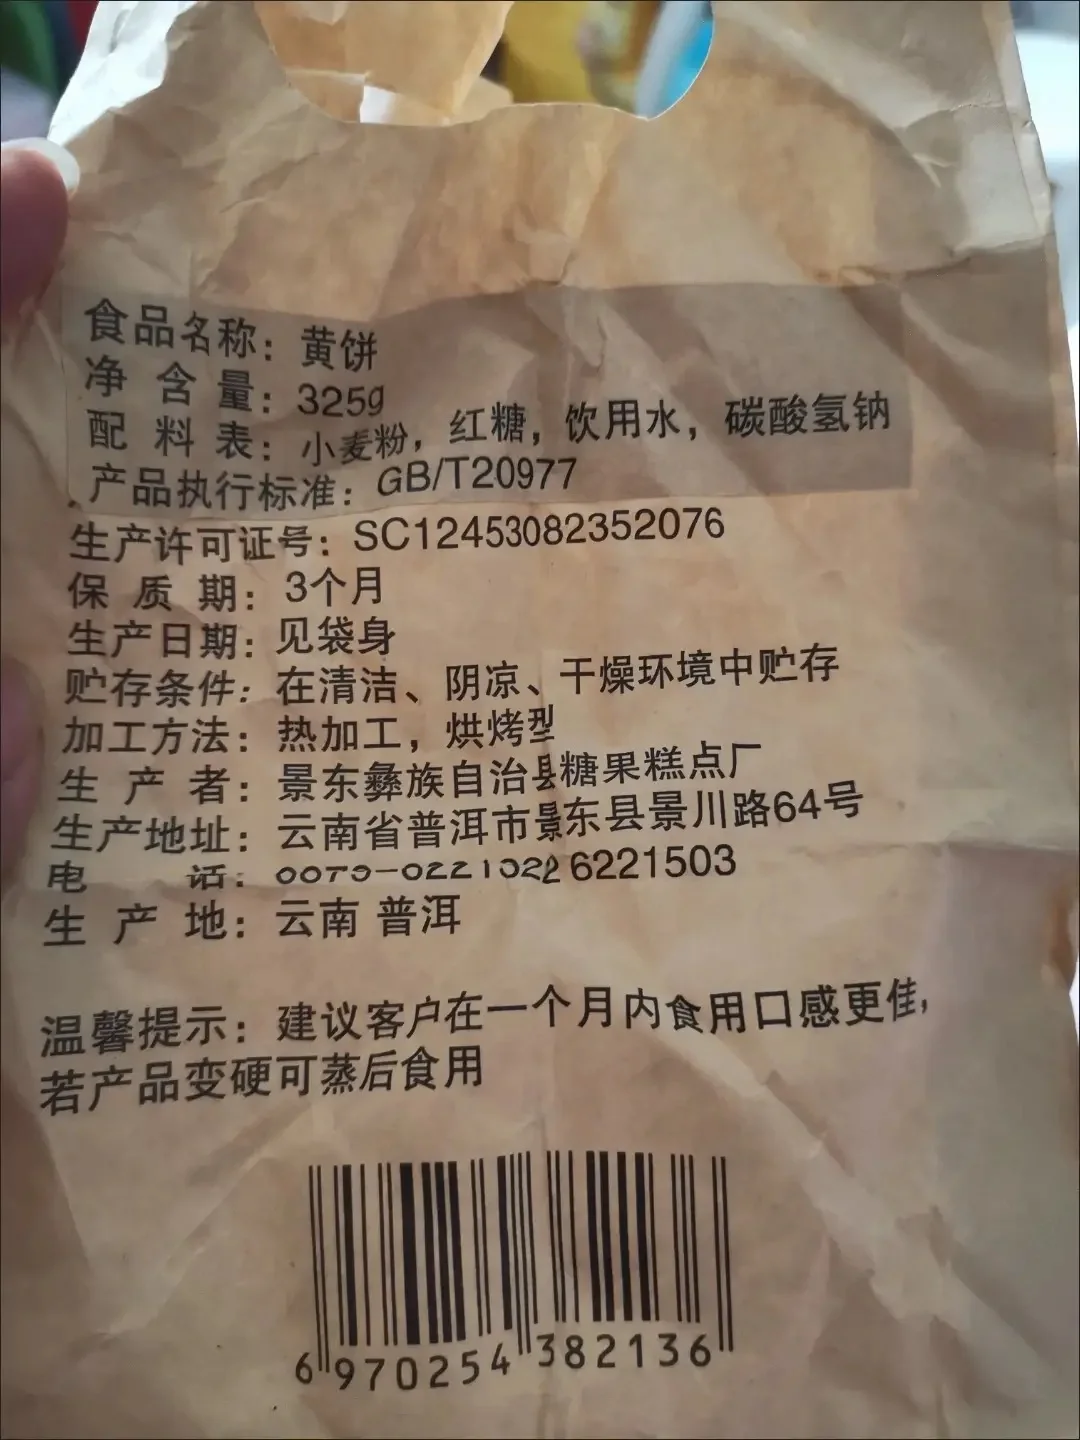 食品名称：黄饼
净含量：325g
配料表：小麦粉，红糖，饮用水，碳酸氢钠
产品执行标准：GB/T20977
生产许可证号：SC12453082352076
保质期：3个月
生产日期：见袋身
贮存条件：在清洁、阴凉、干燥环境中贮存
加工方法：热加工，烘烤型
生产者：景东彝族自治县糖果糕点厂
生产地址：云南省普洱市景东县景川路64号
电话：6221503
生产地：云南 普洱
温馨提示：建议客户在一个月内食用口感更佳，
若产品变硬可蒸后食用
6970254382136